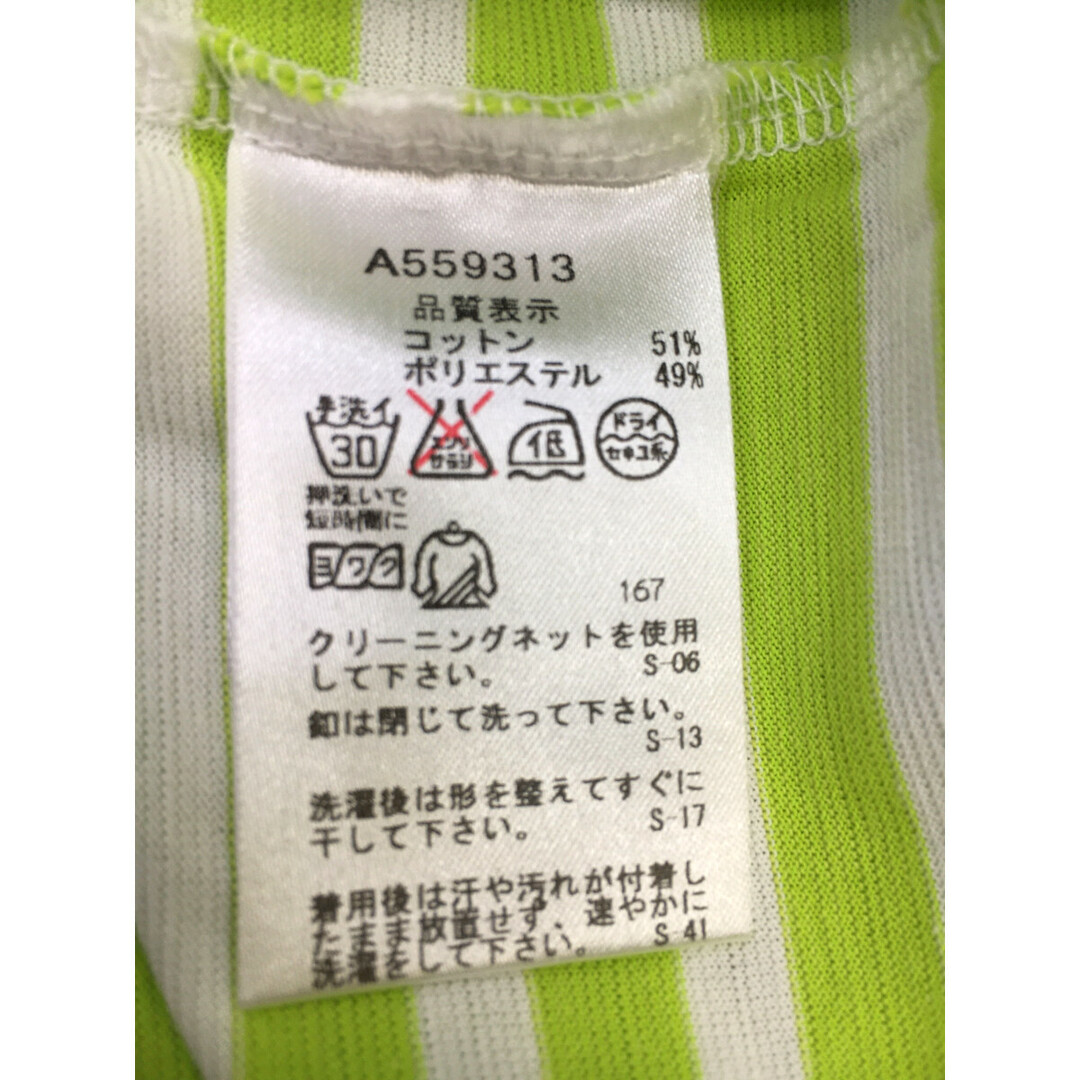 A559313
品質表示
コットン 51%
ポリエステル 49%
手洗イ 30
エンソ サラシ
低
ドライ セキユ系
押洗いで
短時間に
ヨワク
167
クリーニングネットを使用
して下さい。 S-06
釦は閉じて洗って下さい。
S-13
洗濯後は形を整えてすぐに
干して下さい。 S-17
着用後は汗や汚れが付着し
たまま放置せず、速やかに
洗濯をして下さい。 S-41